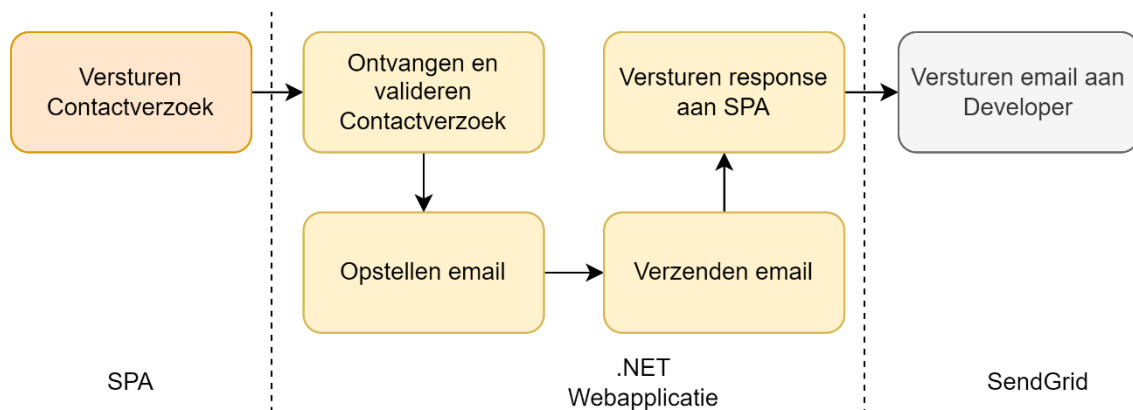 Versturen
Contactverzoek
Ontvangen en
valideren
Contactverzoek
Versturen response
aan SPA
Versturen email aan
Developer
Opstellen email
Verzenden email
SPA
.NET
Webapplicatie
SendGrid